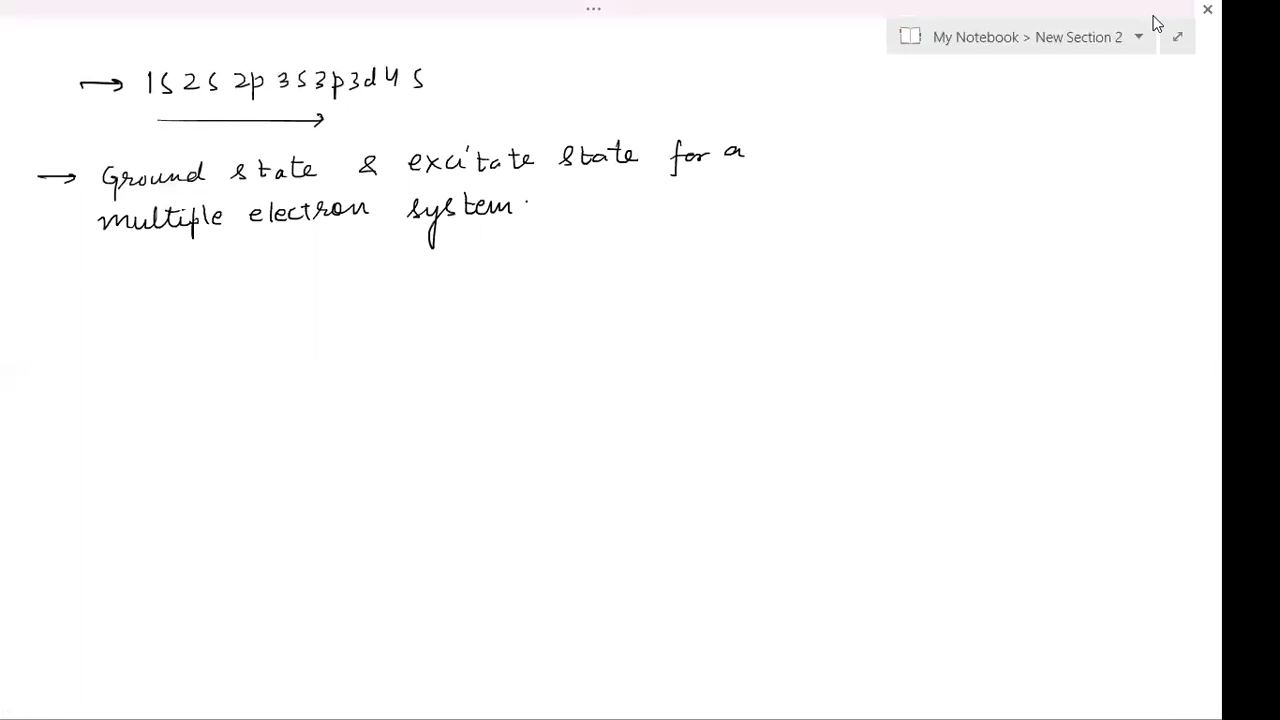 ...
My Notebook > New Section 2
→ 1s 2s 2p 3s 3p 3d 4s
→ Ground state & excitate state for a
multiple electron system.